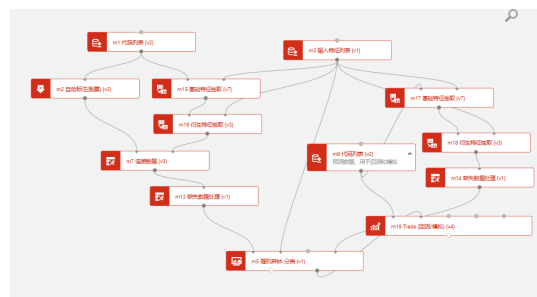 m1 代码列表 (v2)
m3 输入特征列表 (v1)
m2 自动标注(股票) (v2)
m15 基础特征抽取 (v7)
m17 基础特征抽取 (v7)
m16 衍生特征抽取 (v3)
m18 衍生特征抽取 (v3)
m7 连接数据 (v3)
m9 代码列表 (v2)
预测数据，用于回测和模拟
m14 缺失数据处理 (v1)
m13 缺失数据处理 (v1)
m19 Trade (回测/模拟) (v4)
m5 随机森林-分类 (v1)